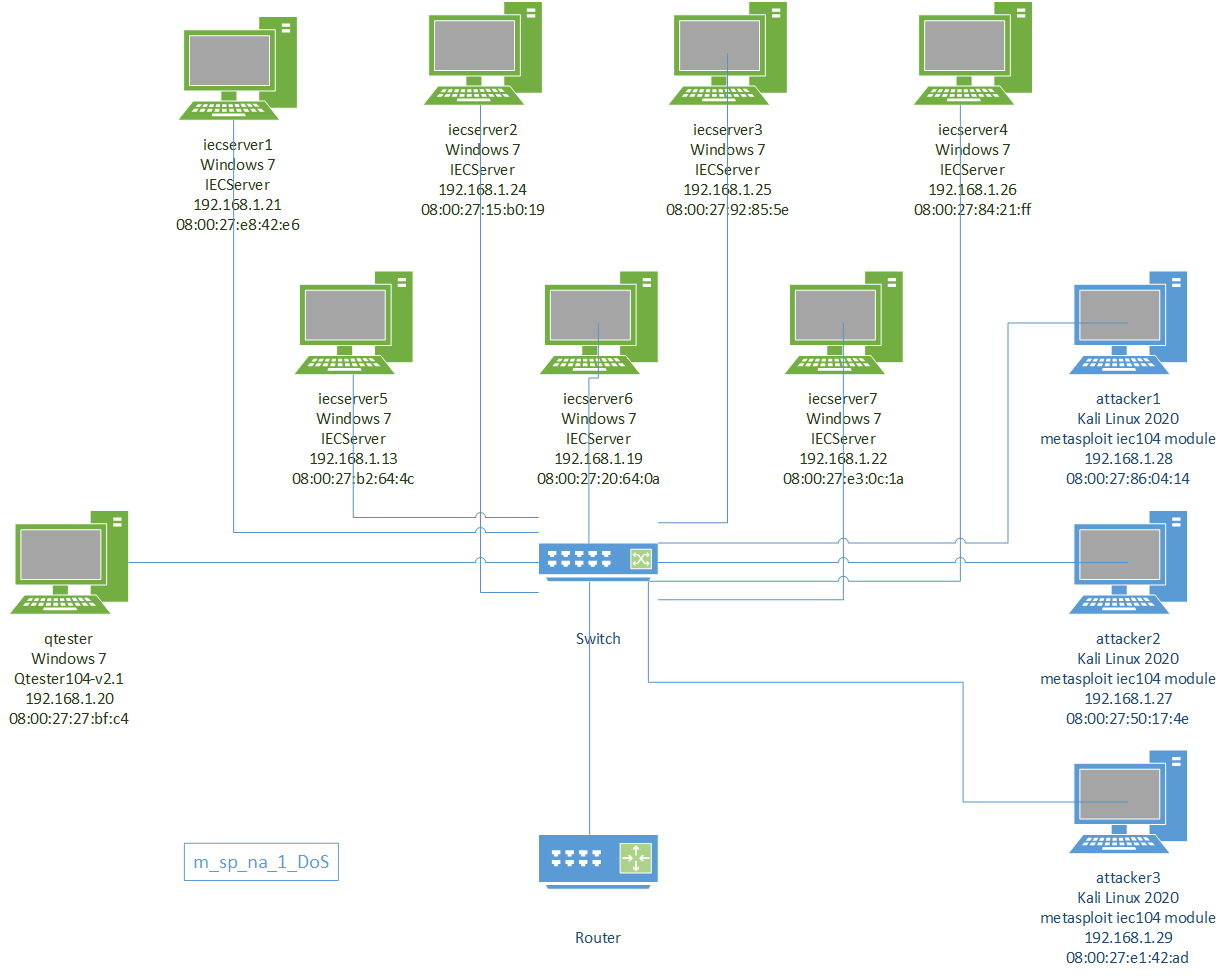 iecserver1
Windows 7
IECServer
192.168.1.21
08:00:27:e8:42:e6
iecserver2
Windows 7
IECServer
192.168.1.24
08:00:27:15:b0:19
iecserver3
Windows 7
IECServer
192.168.1.25
08:00:27:92:85:5e
iecserver4
Windows 7
IECServer
192.168.1.26
08:00:27:84:21:ff
iecserver5
Windows 7
IECServer
192.168.1.13
08:00:27:b2:64:4c
iecserver6
Windows 7
IECServer
192.168.1.19
08:00:27:20:64:0a
iecserver7
Windows 7
IECServer
192.168.1.22
08:00:27:e3:0c:1a
attacker1
Kali Linux 2020
metasploit iec104 module
192.168.1.28
08:00:27:86:04:14
qtester
Windows 7
Qtester104-v2.1
192.168.1.20
08:00:27:27:bf:c4
Switch
attacker2
Kali Linux 2020
metasploit iec104 module
192.168.1.27
08:00:27:50:17:4e
m_sp_na_1_DoS
Router
attacker3
Kali Linux 2020
metasploit iec104 module
192.168.1.29
08:00:27:e1:42:ad